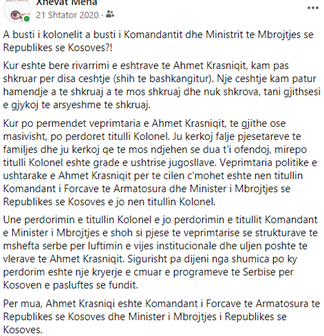 Xhevat Meha
21 Shtator 2020 ·
A busti i kolonelit a busti i Komandantit dhe Ministrit te Mbrojtjes se
Republikes se Kosoves?!
Kur eshte bere rivarrimi e eshtrave te Ahmet Krasniqit, kam pas
shkruar per disa ceshtje (shih te bashkangitur). Nje ceshtje kam patur
hamendje a te shkruaj a te mos shkruaj dhe nuk shkrova, tani gjithsesi
e gjykoj te arsyeshme te shkruaj.
Kur po permendet veprimtaria e Ahmet Krasniqit, te gjithe ose
masivisht, po perdoret titulli Kolonel. Ju kerkoj falje pjesetareve te
familjes dhe ju kerkoj qe te mos ndjehen se dua t'i ofendoj, mirepo
titulli Kolonel eshte grade e ushtrise jugosllave. Veprimtaria politike e
ushtarake e Ahmet Krasniqit per te cilen c'mohet eshte nen titullin
Komandant i Forcave te Armatosura dhe Minister i Mbrojtjes se
Republikes se Kosoves e jo nen titullin Kolonel.
Une perdorimin e titullin Kolonel e jo perdorimin e titullit Komandant
e Minister i Mbrojtjes e shoh si pjese te veprimtarise se strukturave te
mshefta serbe per luftimin e vijes institucionale dhe uljen poshte te
vlerave te Ahmet Krasniqit. Sigurisht pa dijeni nga shumica po ky
perdorim eshte nje kryerje e cmuar e programeve te Serbise per
Kosoven e pasluftes se fundit.
Per mua, Ahmet Krasniqi eshte Komandant i Forcave te Armatosura te
Republikes se Kosoves dhe Minister i Mbrojtjes i Republikes se
Kosoves.